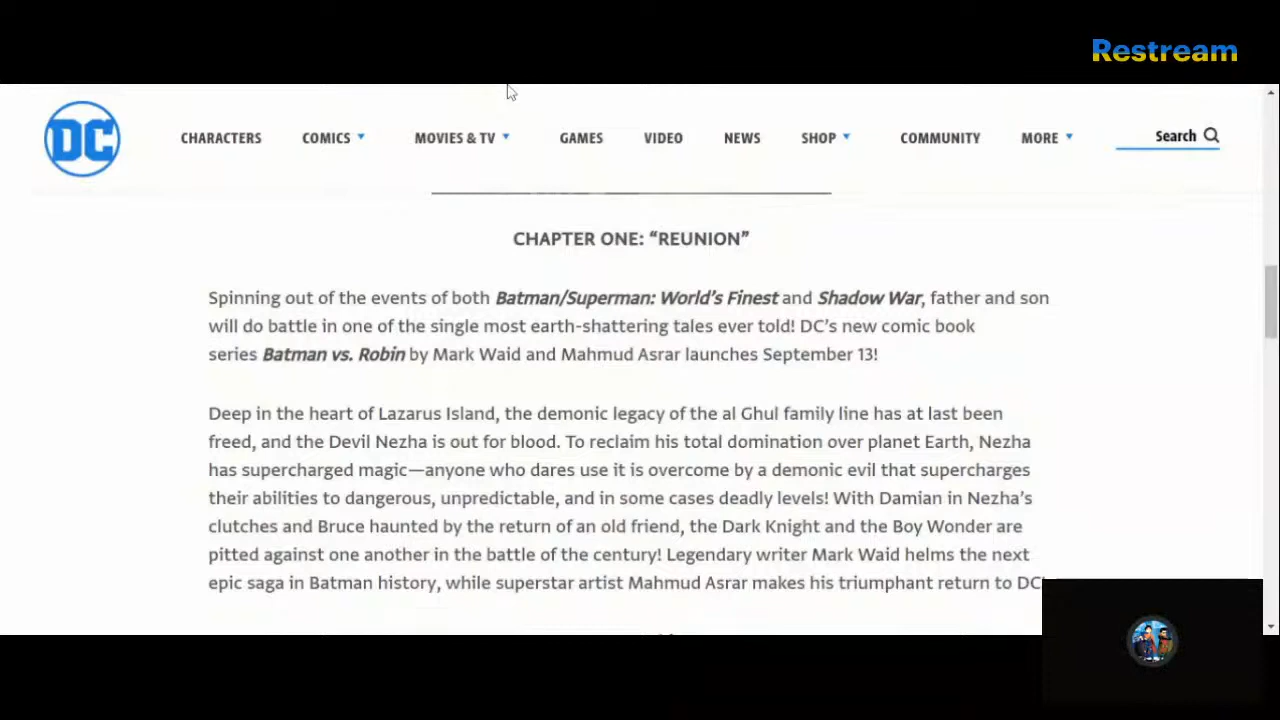 Restream
DC
CHARACTERS COMICS MOVIES & TV GAMES VIDEO NEWS SHOP COMMUNITY MORE Search
CHAPTER ONE: “REUNION”
Spinning out of the events of both Batman/Superman: World’s Finest and Shadow War, father and son
will do battle in one of the single most earth-shattering tales ever told! DC’s new comic book
series Batman vs. Robin by Mark Waid and Mahmud Asrar launches September 13!
Deep in the heart of Lazarus Island, the demonic legacy of the al Ghul family line has at last been
freed, and the Devil Nezha is out for blood. To reclaim his total domination over planet Earth, Nezha
has supercharged magic—anyone who dares use it is overcome by a demonic evil that supercharges
their abilities to dangerous, unpredictable, and in some cases deadly levels! With Damian in Nezha’s
clutches and Bruce haunted by the return of an old friend, the Dark Knight and the Boy Wonder are
pitted against one another in the battle of the century! Legendary writer Mark Waid helms the next
epic saga in Batman history, while superstar artist Mahmud Asrar makes his triumphant return to DC